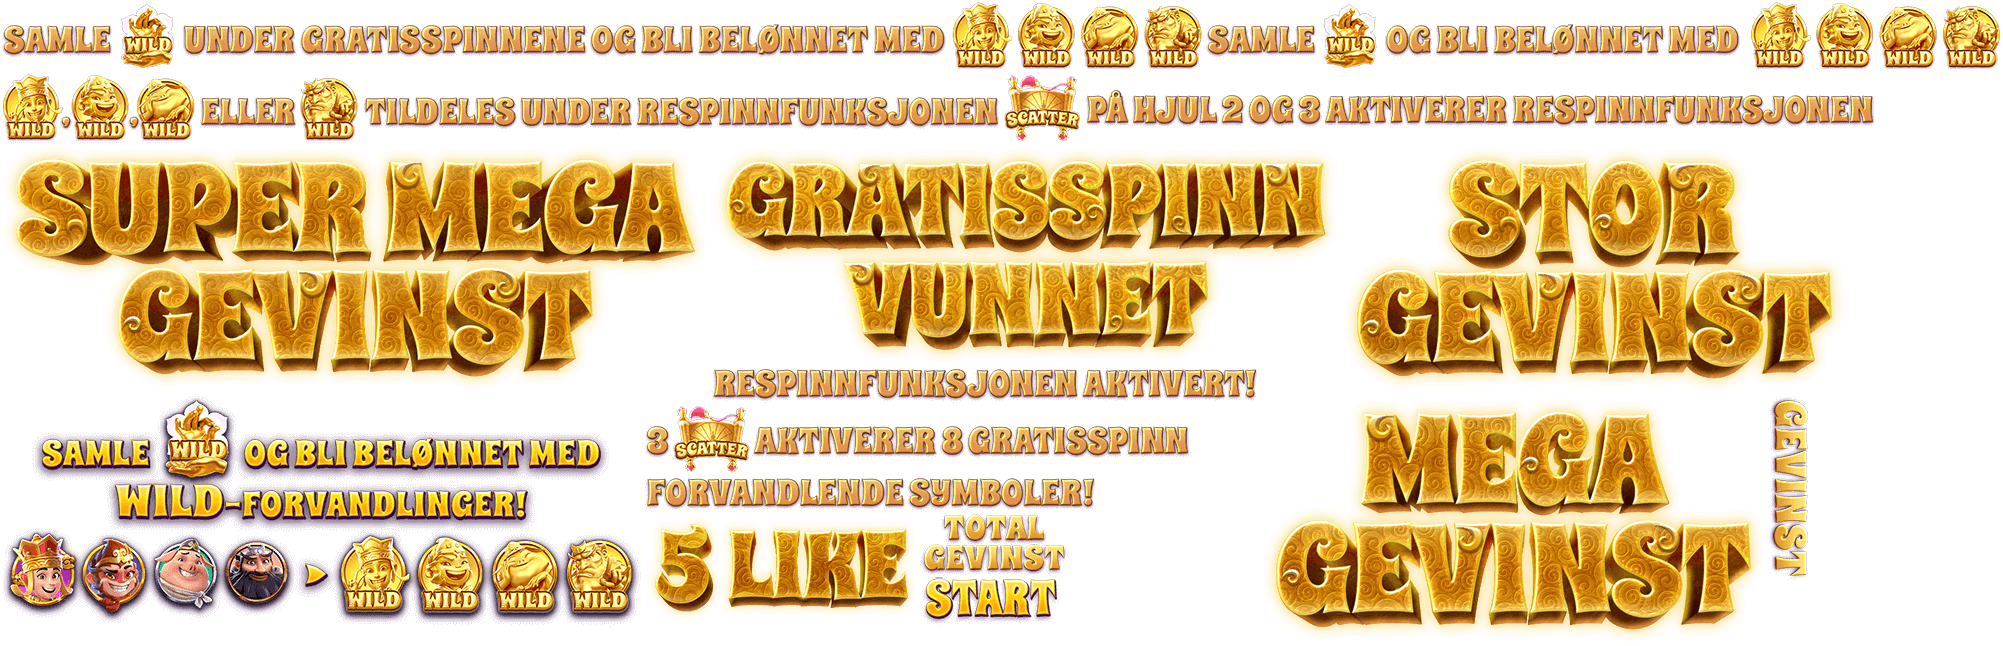 SAMLE WILD UNDER GRATISSPINNENE OG BLI BELØNNET MED WILD WILD WILD WILD SAMLE WILD OG BLI BELØNNET MED WILD WILD WILD WILD
WILD, WILD, WILD ELLER WILD TILDELES UNDER RESPINNFUNKSJONEN SCATTER PÅ HJUL 2 OG 3 AKTIVERER RESPINNFUNKSJONEN
SUPER MEGA
GEVINST
GRATISSPINN
VUNNET
STOR
GEVINST
RESPINNFUNKSJONEN AKTIVERT!
SAMLE WILD OG BLI BELØNNET MED
WILD-FORVANDLINGER!
WILD WILD WILD WILD
3 SCATTER AKTIVERER 8 GRATISSPINN
FORVANDLENDE SYMBOLER!
5 LIKE
TOTAL
GEVINST
START
MEGA
GEVINST
GEVINST